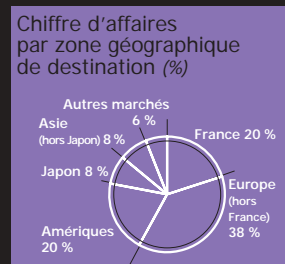 Chiffre d'affaires
par zone géographique
de destination (%)
Autres marchés
6 %
Asie
(hors Japon) 8 %
France 20 %
Japon 8 %
Europe
(hors
France)
38 %
Amériques
20 %